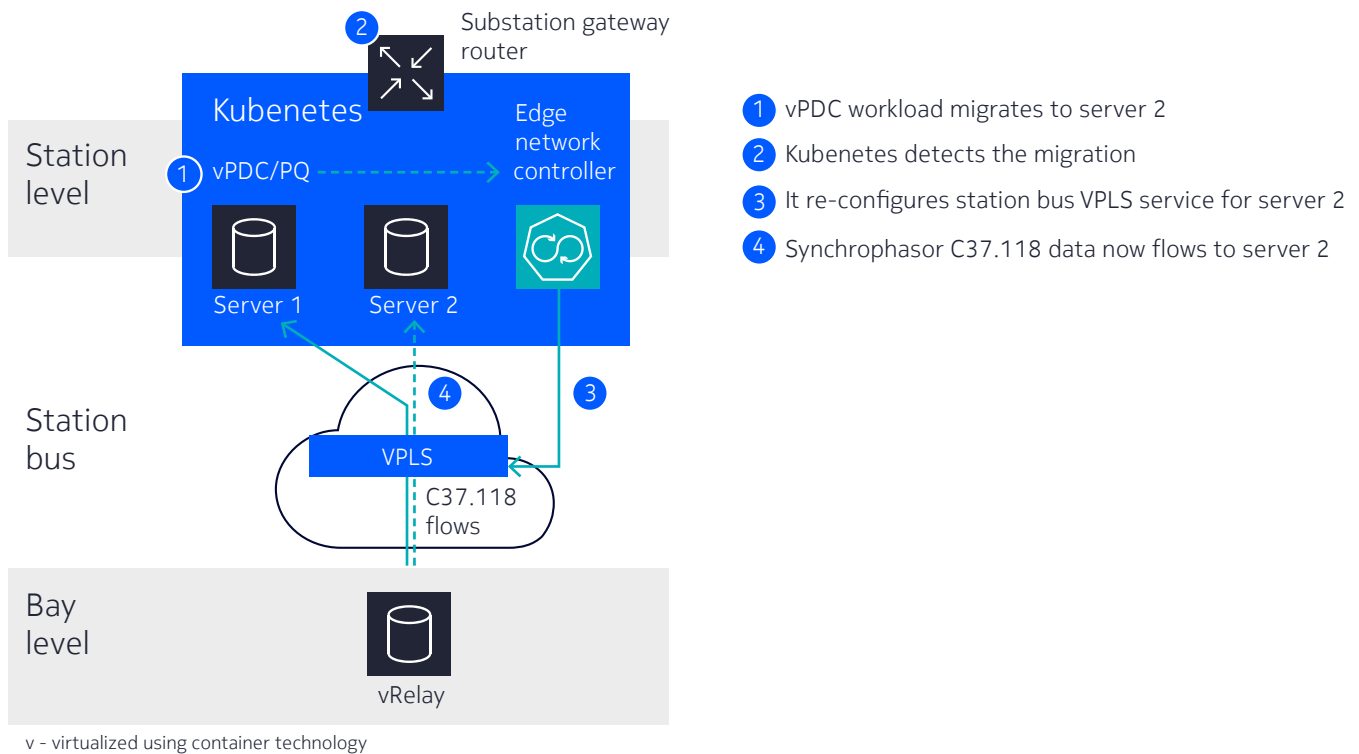 2
Substation gateway
router
Kubenetes
Edge
network
controller
Station
level
1
vPDC/PQ
Server 1
Server 2
4
3
Station
bus
VPLS
C37.118
flows
Bay
level
vRelay
v - virtualized using container technology
1 vPDC workload migrates to server 2
2 Kubenetes detects the migration
3 It re-configures station bus VPLS service for server 2
4 Synchrophasor C37.118 data now flows to server 2